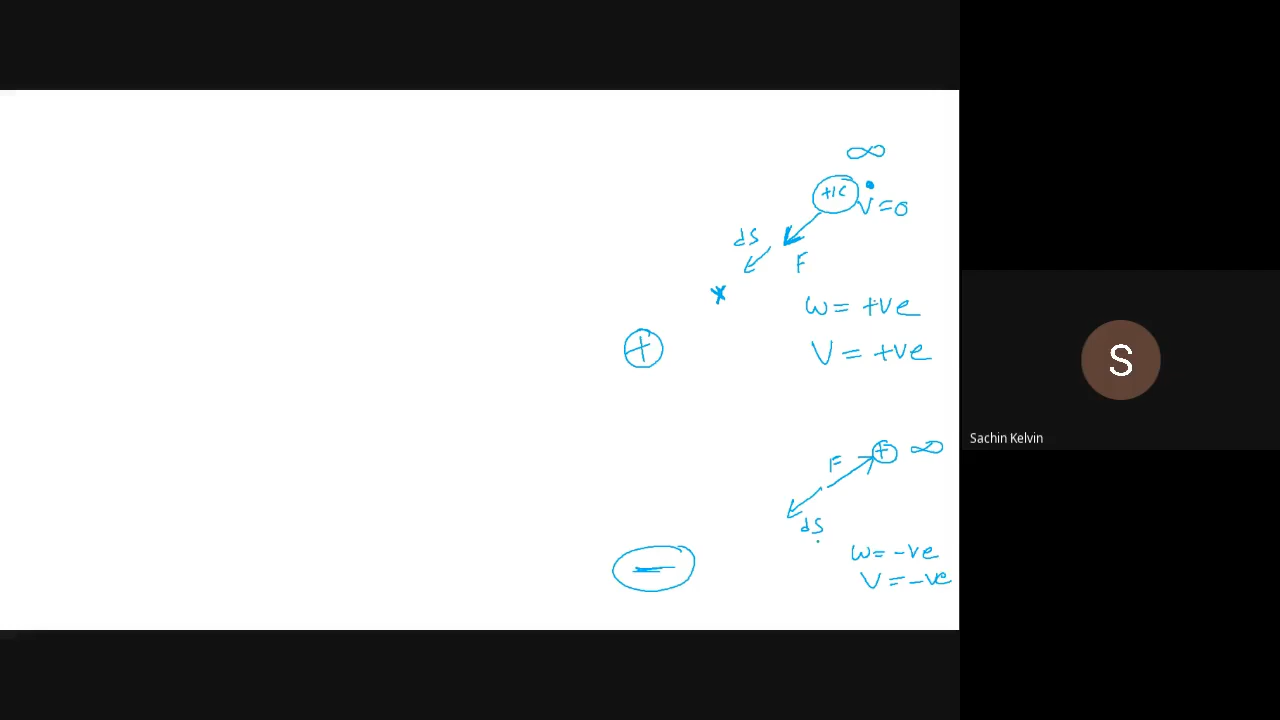 ∞
+1C
V=0
dS
F
W = +ve
+
V = +ve
F
+
∞
dS
W = -ve
-
V = -ve
S
Sachin Kelvin